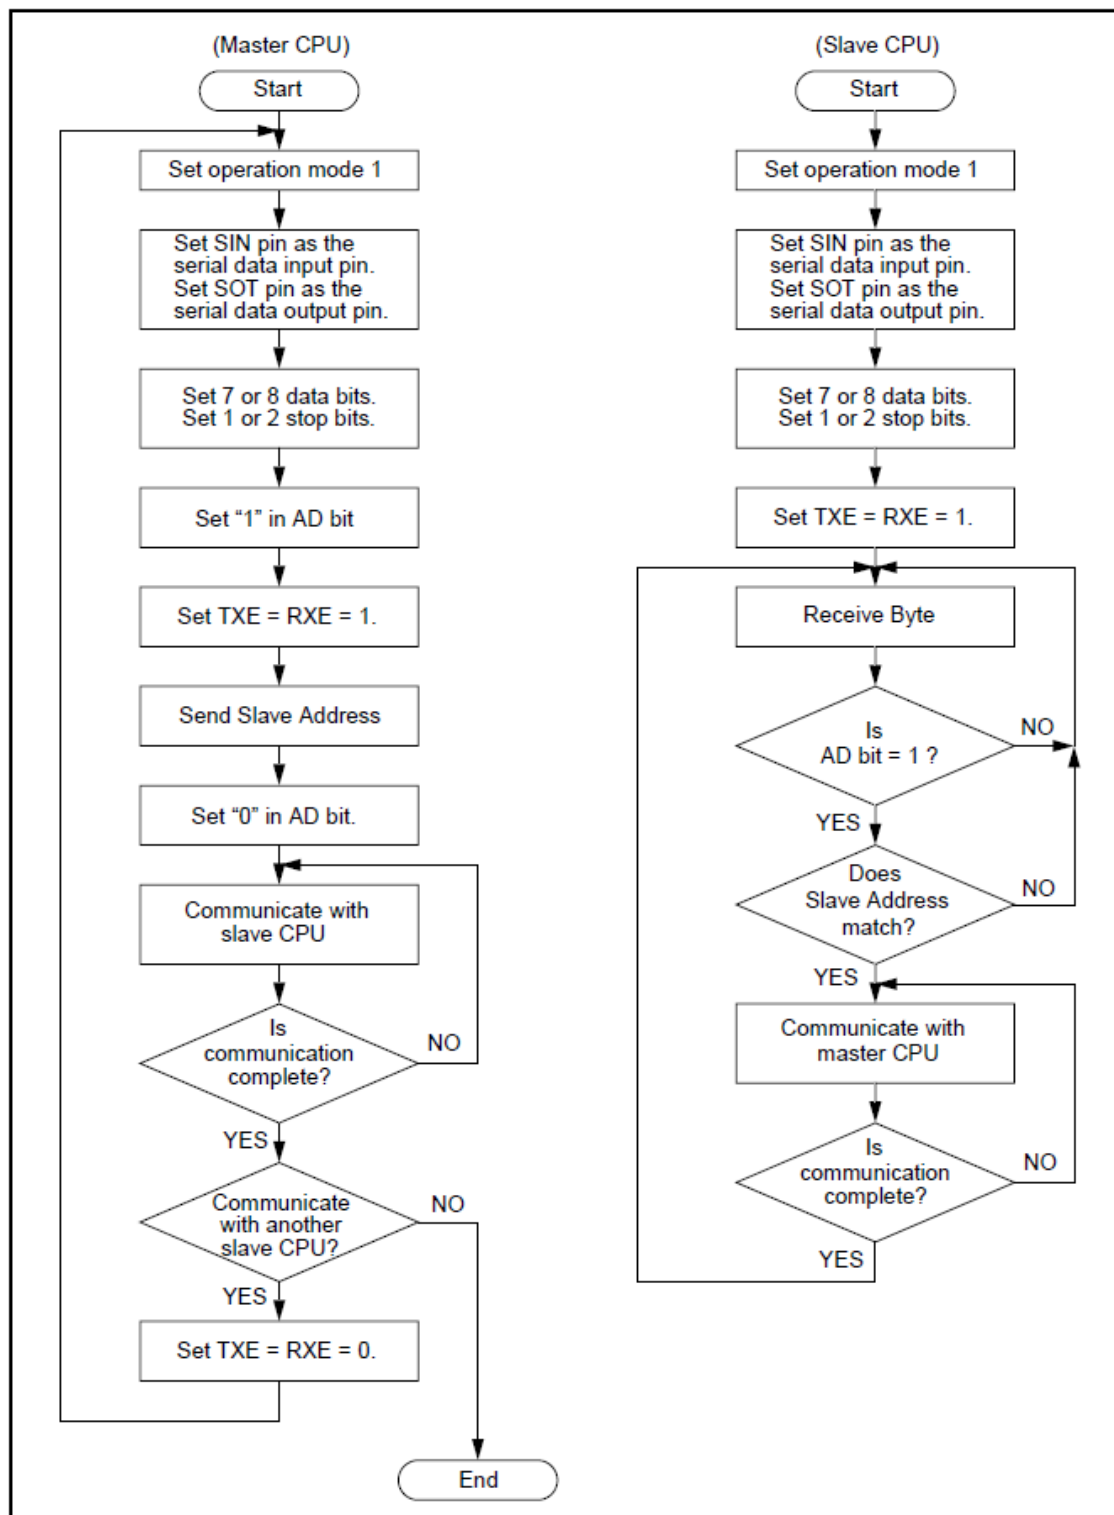 (Master CPU)
Start
Set operation mode 1
Set SIN pin as the
serial data input pin.
Set SOT pin as the
serial data output pin.
Set 7 or 8 data bits.
Set 1 or 2 stop bits.
Set “1” in AD bit
Set TXE = RXE = 1.
Send Slave Address
Set “0” in AD bit.
Communicate with
slave CPU
Is
communication
complete?
NO
YES
Communicate
with another
slave CPU?
NO
YES
Set TXE = RXE = 0.
End
(Slave CPU)
Start
Set operation mode 1
Set SIN pin as the
serial data input pin.
Set SOT pin as the
serial data output pin.
Set 7 or 8 data bits.
Set 1 or 2 stop bits.
Set TXE = RXE = 1.
Receive Byte
Is
AD bit = 1 ?
NO
YES
Does
Slave Address
match?
NO
YES
Communicate with
master CPU
Is
communication
complete?
NO
YES